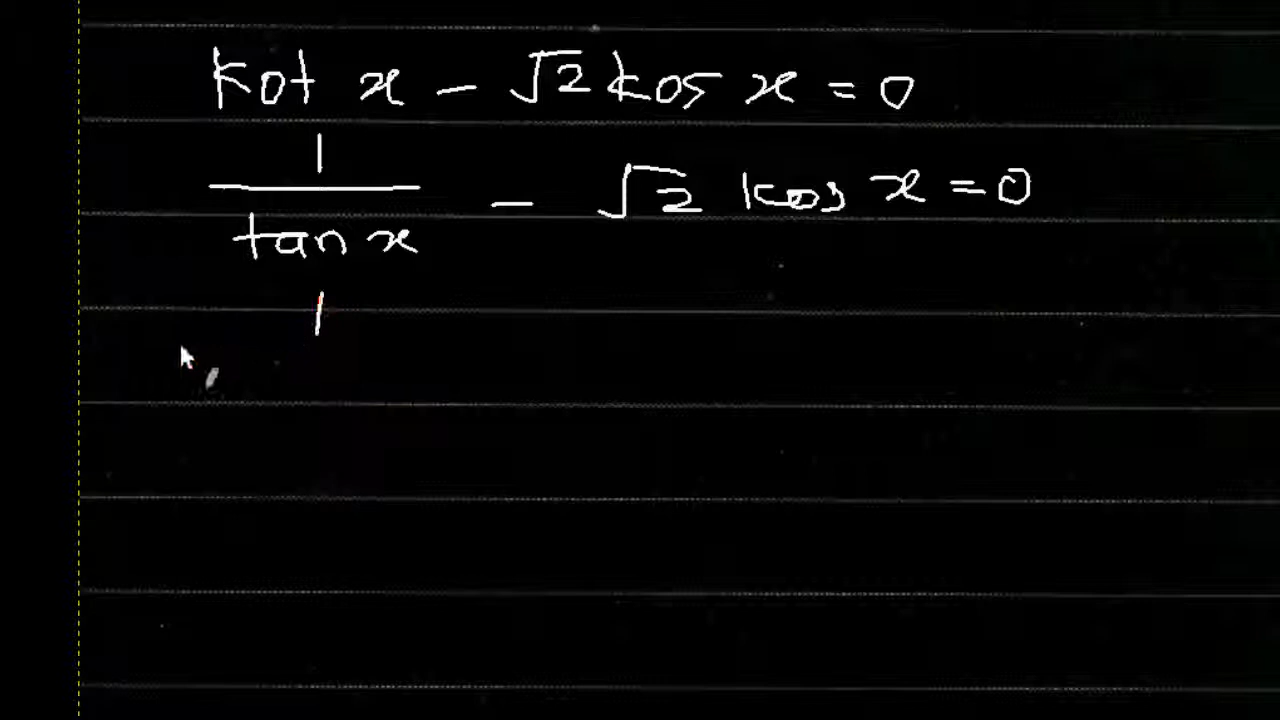 kot x - √2 kos x = 0
1/tan x - √2 kos x = 0
1